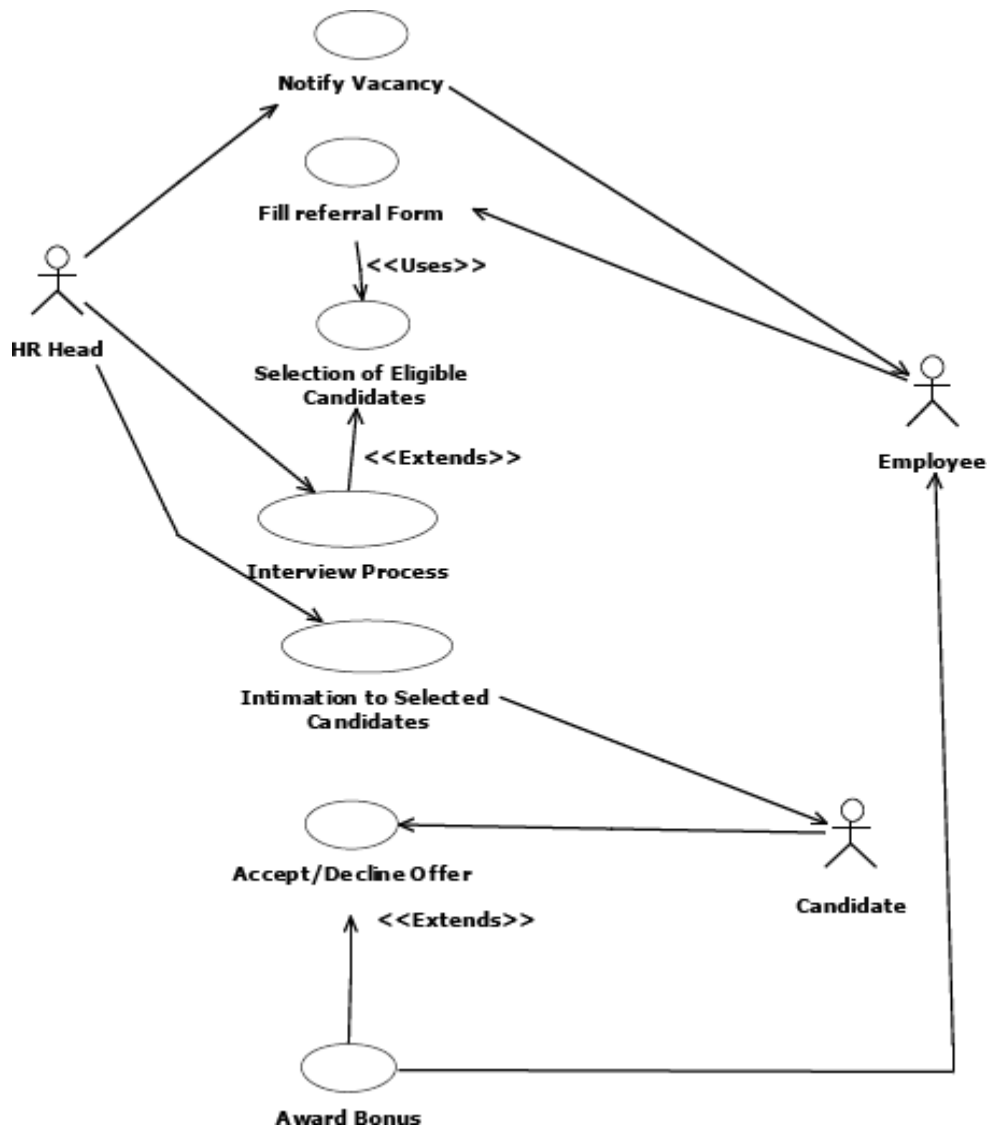 Notify Vacancy
Fill referral Form
<<Uses>>
HR Head
Selection of Eligible
Candidates
<<Extends>>
Employee
Interview Process
Intimation to Selected
Candidates
Accept/Decline Offer
Candidate
<<Extends>>
Award Bonus